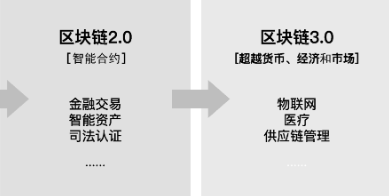 区块链2.0
[智能合约]
金融交易
智能资产
司法认证
......
区块链3.0
[超越货币、经济和市场]
物联网
医疗
供应链管理
......